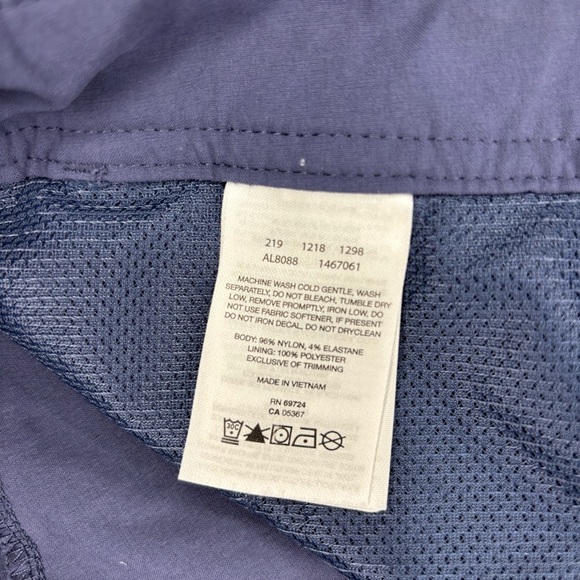 219 1218 1298
AL8088 1467061
MACHINE WASH COLD GENTLE, WASH
SEPARATELY, DO NOT BLEACH, TUMBLE DRY
LOW, REMOVE PROMPTLY, IRON LOW, DO
NOT USE FABRIC SOFTENER, IF PRESENT
DO NOT IRON DECAL, DO NOT DRYCLEAN
BODY: 96% NYLON, 4% ELASTANE
LINING: 100% POLYESTER
EXCLUSIVE OF TRIMMING
MADE IN VIETNAM
RN 69724
CA 05367
30C